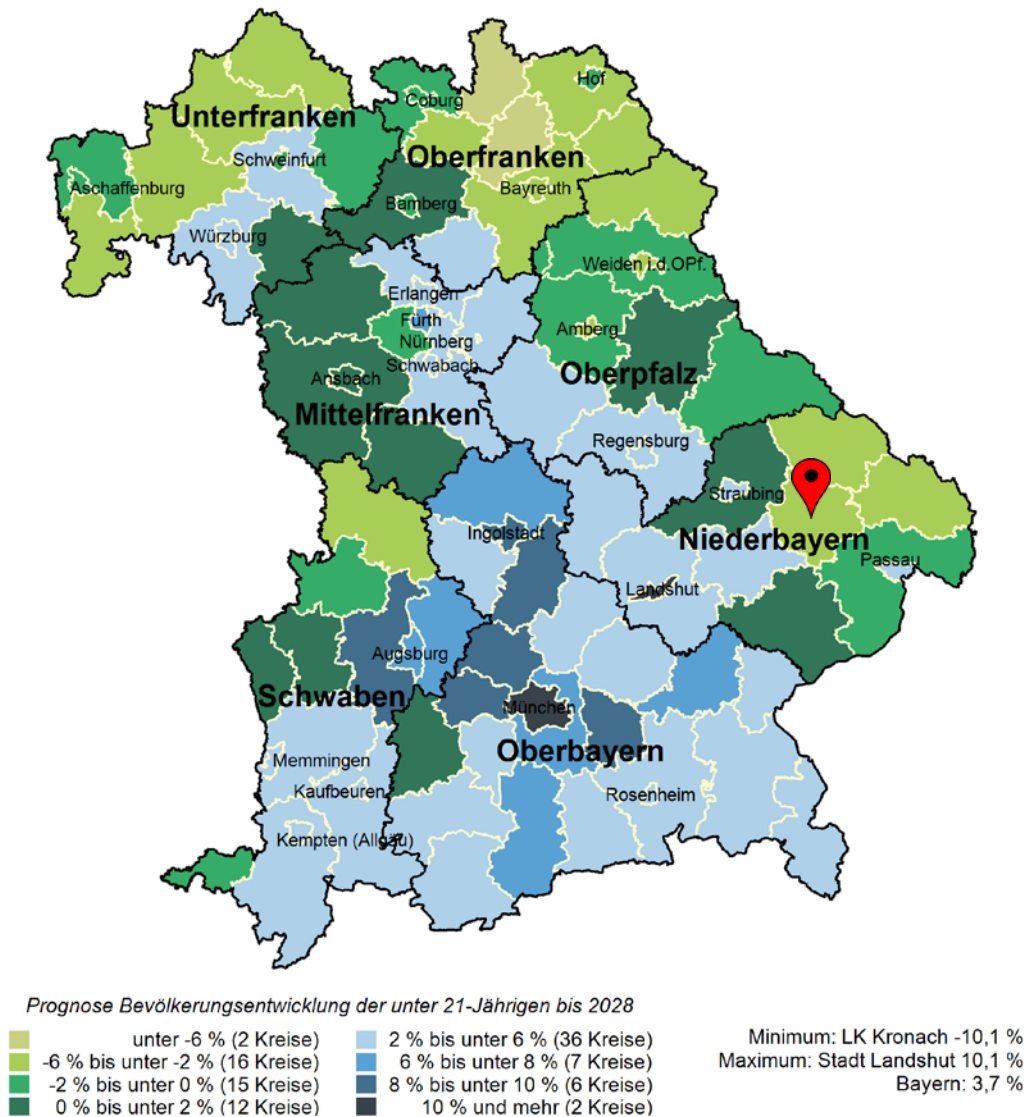 Hof
Coburg
Unterfranken
Oberfranken
Schweinfurt
Aschaffenburg
Bayreuth
Bamberg
Würzburg
Weiden i.d.OPf.
Erlangen
Fürth
Amberg
Nürnberg
Schwabach
Oberpfalz
Ansbach
Mittelfranken
Regensburg
Straubing
Ingolstadt
Niederbayern
Passau
Landshut
Augsburg
Schwaben
München
Oberbayern
Memmingen
Kaufbeuren
Rosenheim
Kempten (Allgäu)
Prognose Bevölkerungsentwicklung der unter 21-Jährigen bis 2028
unter -6 % (2 Kreise)
-6 % bis unter -2 % (16 Kreise)
-2 % bis unter 0 % (15 Kreise)
0 % bis unter 2 % (12 Kreise)
2 % bis unter 6 % (36 Kreise)
6 % bis unter 8 % (7 Kreise)
8 % bis unter 10 % (6 Kreise)
10 % und mehr (2 Kreise)
Minimum: LK Kronach -10,1 %
Maximum: Stadt Landshut 10,1 %
Bayern: 3,7 %